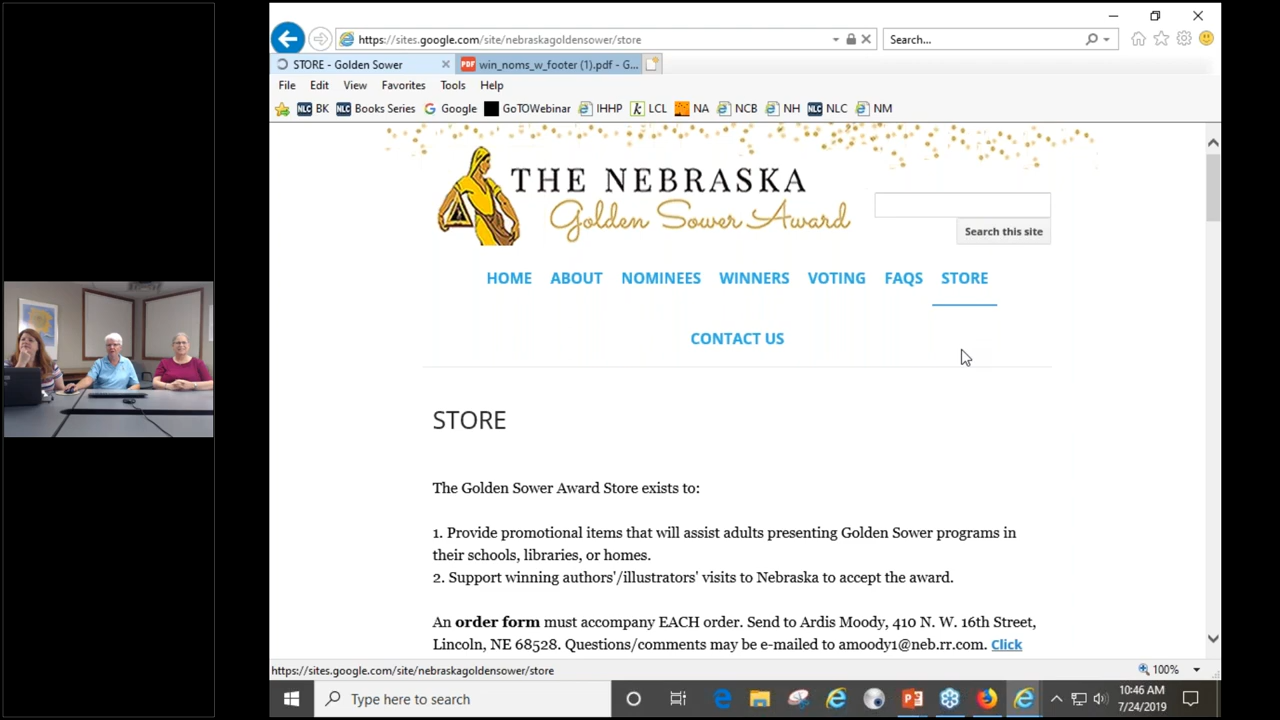 https://sites.google.com/site/nebraskagoldensower/store
Search...
STORE - Golden Sower
win_noms_w_footer (1).pdf - G...
File Edit View Favorites Tools Help
NLC BK NLC Books Series Google GoTOWebinar IHHP k LCL NA NCB NH NLC NLC NM
THE NEBRASKA
Golden Sower Award
Search this site
HOME ABOUT NOMINEES WINNERS VOTING FAQS STORE
CONTACT US
STORE
The Golden Sower Award Store exists to:
1. Provide promotional items that will assist adults presenting Golden Sower programs in
their schools, libraries, or homes.
2. Support winning authors'/illustrators' visits to Nebraska to accept the award.
An order form must accompany EACH order. Send to Ardis Moody, 410 N. W. 16th Street,
Lincoln, NE 68528. Questions/comments may be e-mailed to amoody1@neb.rr.com. Click
https://sites.google.com/site/nebraskagoldensower/store
100%
Type here to search
10:46 AM
7/24/2019